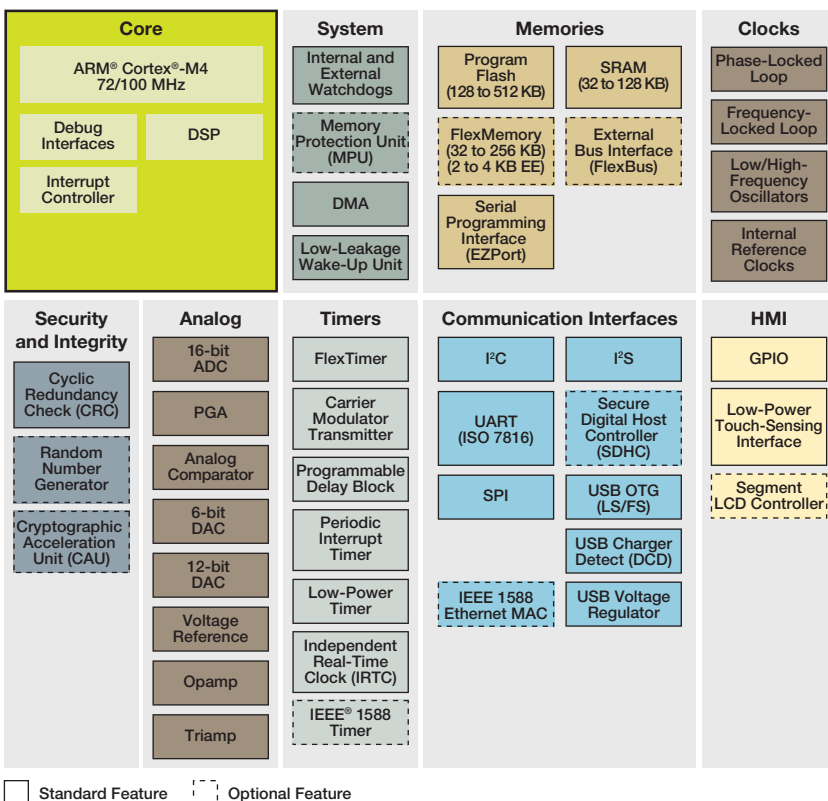 Core
ARM® Cortex®-M4
72/100 MHz
Debug
Interfaces
DSP
Interrupt
Controller
System
Internal and
External
Watchdogs
Memory
Protection Unit
(MPU)
DMA
Low-Leakage
Wake-Up Unit
Memories
Program
Flash
(128 to 512 KB)
SRAM
(32 to 128 KB)
FlexMemory
(32 to 256 KB)
(2 to 4 KB EE)
External
Bus Interface
(FlexBus)
Serial
Programming
Interface
(EZPort)
Clocks
Phase-Locked
Loop
Frequency-
Locked Loop
Low/High-
Frequency
Oscillators
Internal
Reference
Clocks
Security
and Integrity
Cyclic
Redundancy
Check (CRC)
Random
Number
Generator
Cryptographic
Acceleration
Unit (CAU)
Analog
16-bit
ADC
PGA
Analog
Comparator
6-bit
DAC
12-bit
DAC
Voltage
Reference
Opamp
Triamp
Timers
FlexTimer
Carrier
Modulator
Transmitter
Programmable
Delay Block
Periodic
Interrupt
Timer
Low-Power
Timer
Independent
Real-Time
Clock (IRTC)
IEEE® 1588
Timer
Communication Interfaces
I²C
I²S
UART
(ISO 7816)
Secure
Digital Host
Controller
(SDHC)
SPI
USB OTG
(LS/FS)
USB Charger
Detect (DCD)
IEEE 1588
Ethernet MAC
USB Voltage
Regulator
HMI
GPIO
Low-Power
Touch-Sensing
Interface
Segment
LCD Controller
Standard Feature
Optional Feature